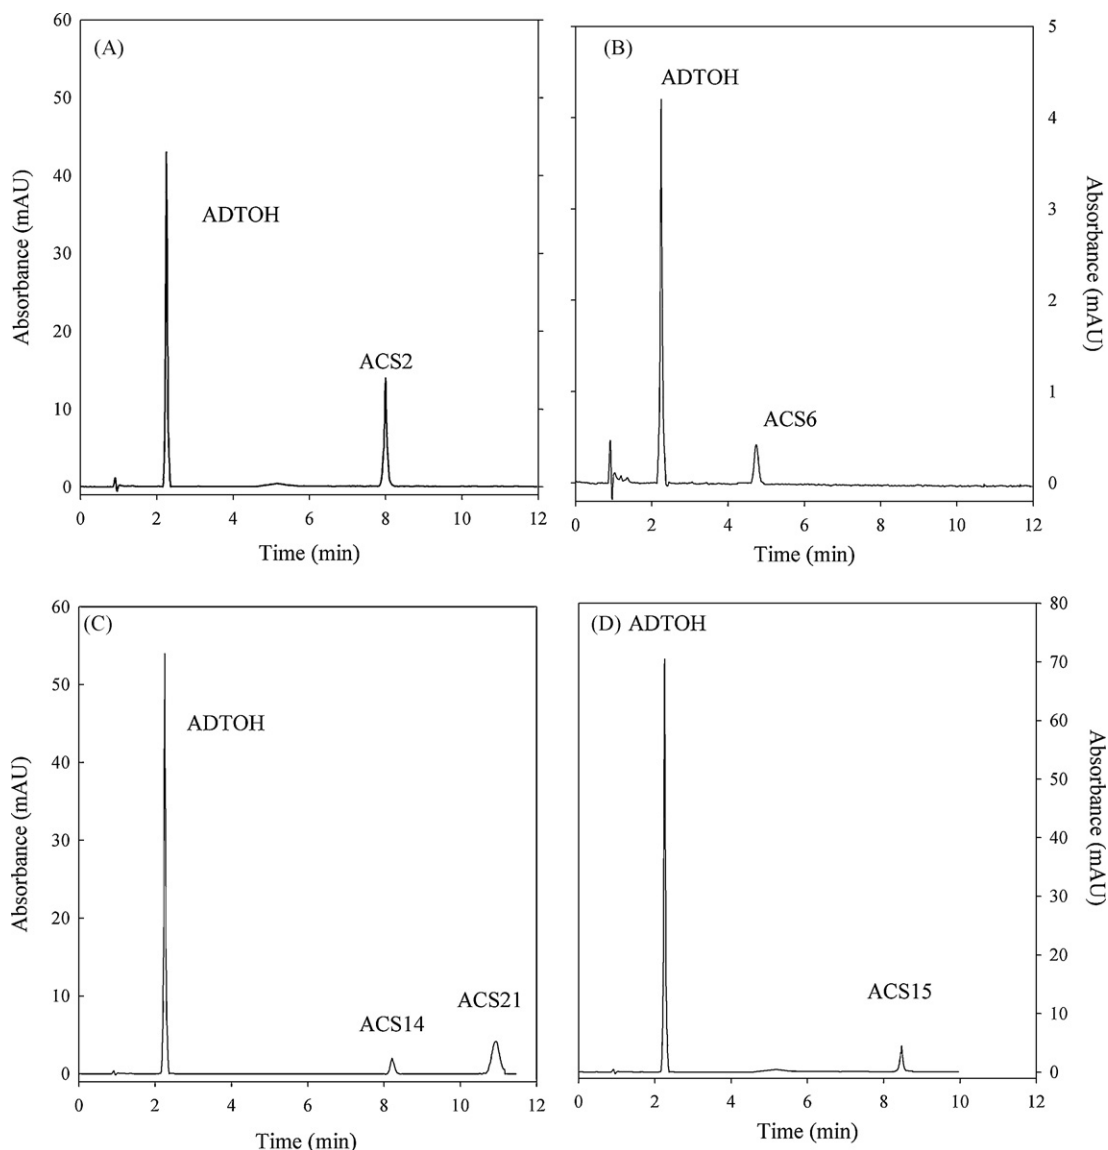 (A)
60
50
40
30
20
10
0
Absorbance (mAU)
ADTOH
ACS2
0 2 4 6 8 10 12
Time (min)
(B)
ADTOH
ACS6
5
4
3
2
1
0
Absorbance (mAU)
0 2 4 6 8 10 12
Time (min)
(C)
60
50
40
30
20
10
0
Absorbance (mAU)
ADTOH
ACS14
ACS21
0 2 4 6 8 10 12
Time (min)
(D) ADTOH
ACS15
80
70
60
50
40
30
20
10
0
Absorbance (mAU)
0 2 4 6 8 10 12
Time (min)